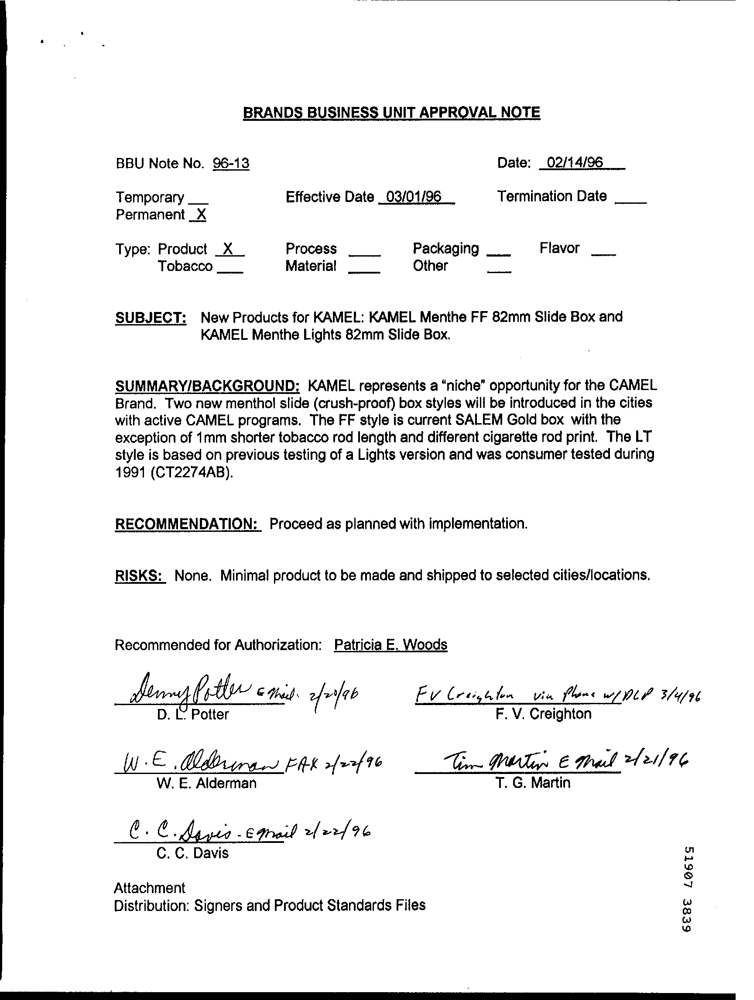 BRANDS BUSINESS UNIT APPROVAL NOTE
BBU Note No. 96-13 Date: 02/14/96
Temporary ___ Effective Date 03/01/96 Termination Date ____
Permanent X
Type: Product X Process ____ Packaging ___ Flavor ___
Tobacco ___ Material ____ Other ___
SUBJECT: New Products for KAMEL: KAMEL Menthe FF 82mm Slide Box and
KAMEL Menthe Lights 82mm Slide Box.
SUMMARY/BACKGROUND: KAMEL represents a "niche" opportunity for the CAMEL
Brand. Two new menthol slide (crush-proof) box styles will be introduced in the cities
with active CAMEL programs. The FF style is current SALEM Gold box with the
exception of 1mm shorter tobacco rod length and different cigarette rod print. The LT
style is based on previous testing of a Lights version and was consumer tested during
1991 (CT2274AB).
RECOMMENDATION: Proceed as planned with implementation.
RISKS: None. Minimal product to be made and shipped to selected cities/locations.
Recommended for Authorization: Patricia E. Woods
Denny Potter Email. 2/20/96 FV Creighton via Phone w/ DLP 3/4/96
D. L. Potter F. V. Creighton
W. E. Alderman FAX 2/22/96 Tim Martin E Mail 2/21/96
W. E. Alderman T. G. Martin
C. C. Davis - Email 2/22/96
C. C. Davis
Attachment
Distribution: Signers and Product Standards Files
51907 3839